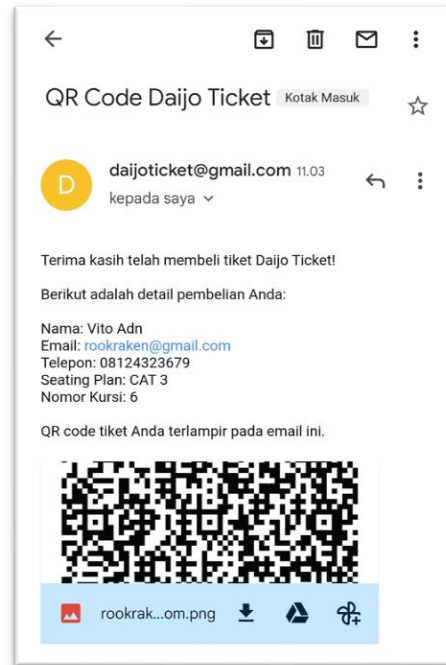 QR Code Daijo Ticket Kotak Masuk
D
daijoticket@gmail.com 11.03
kepada saya
Terima kasih telah membeli tiket Daijo Ticket!
Berikut adalah detail pembelian Anda:
Nama: Vito Adn
Email: rookraken@gmail.com
Telepon: 08124323679
Seating Plan: CAT 3
Nomor Kursi: 6
QR code tiket Anda terlampir pada email ini.
rookrak...om.png